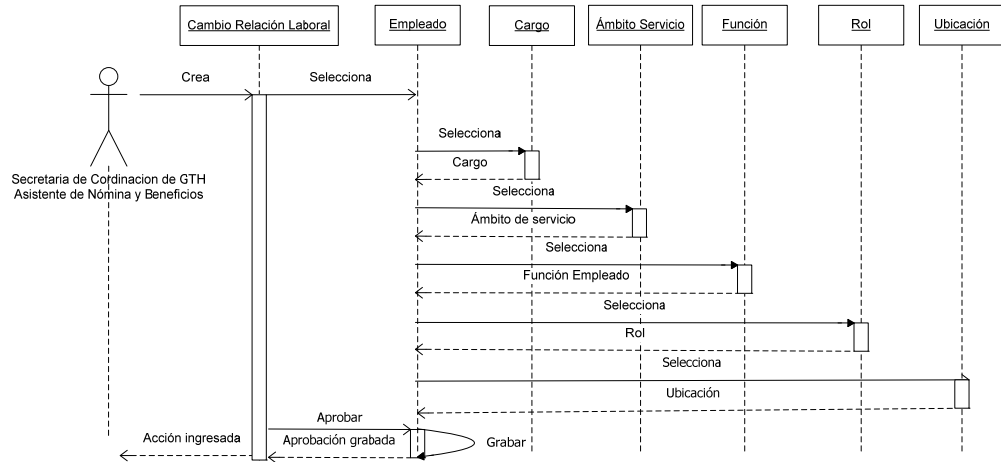 Cambio Relación Laboral
Empleado
Cargo
Ámbito Servicio
Función
Rol
Ubicación
Crea
Selecciona
Secretaria de Cordinacion de GTH
Asistente de Nómina y Beneficios
Selecciona
Cargo
Selecciona
Ámbito de servicio
Selecciona
Función Empleado
Selecciona
Rol
Selecciona
Ubicación
Aprobar
Acción ingresada
Aprobación grabada
Grabar